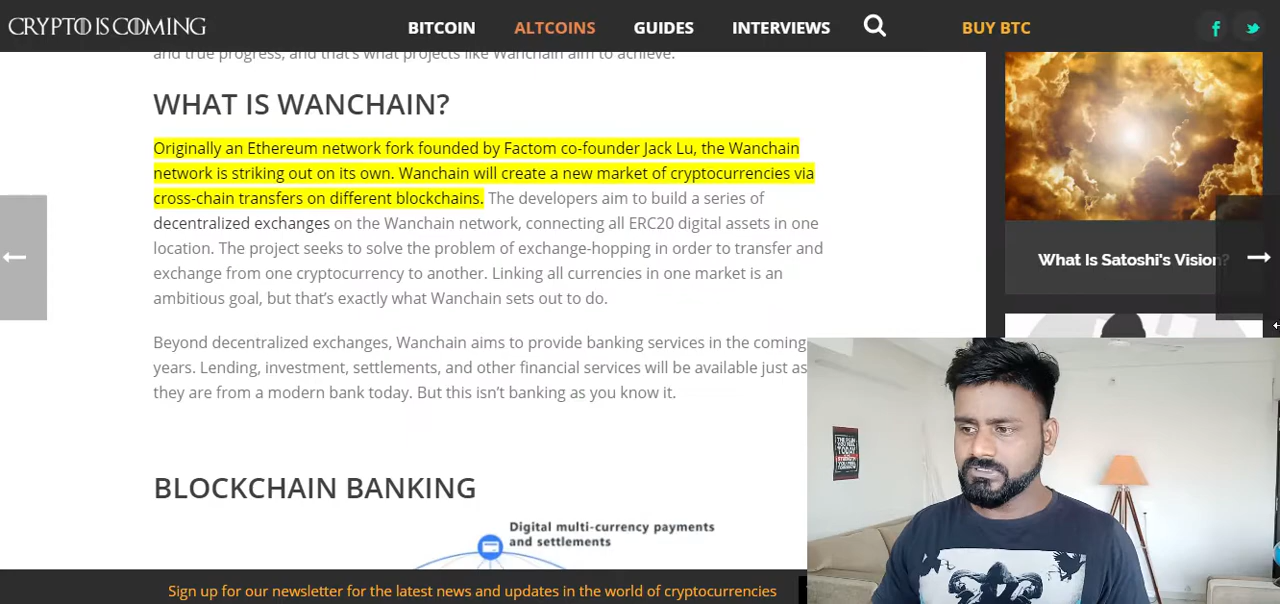 CRYPTO IS COMING
BITCOIN
ALTCOINS
GUIDES
INTERVIEWS
BUY BTC
and true progress, and that's what projects like Wanchain aim to achieve.
WHAT IS WANCHAIN?
Originally an Ethereum network fork founded by Factom co-founder Jack Lu, the Wanchain
network is striking out on its own. Wanchain will create a new market of cryptocurrencies via
cross-chain transfers on different blockchains. The developers aim to build a series of
decentralized exchanges on the Wanchain network, connecting all ERC20 digital assets in one
location. The project seeks to solve the problem of exchange-hopping in order to transfer and
exchange from one cryptocurrency to another. Linking all currencies in one market is an
ambitious goal, but that's exactly what Wanchain sets out to do.
Beyond decentralized exchanges, Wanchain aims to provide banking services in the coming
years. Lending, investment, settlements, and other financial services will be available just as
they are from a modern bank today. But this isn't banking as you know it.
BLOCKCHAIN BANKING
Digital multi-currency payments
and settlements
What Is Satoshi's Vision?
Sign up for our newsletter for the latest news and updates in the world of cryptocurrencies